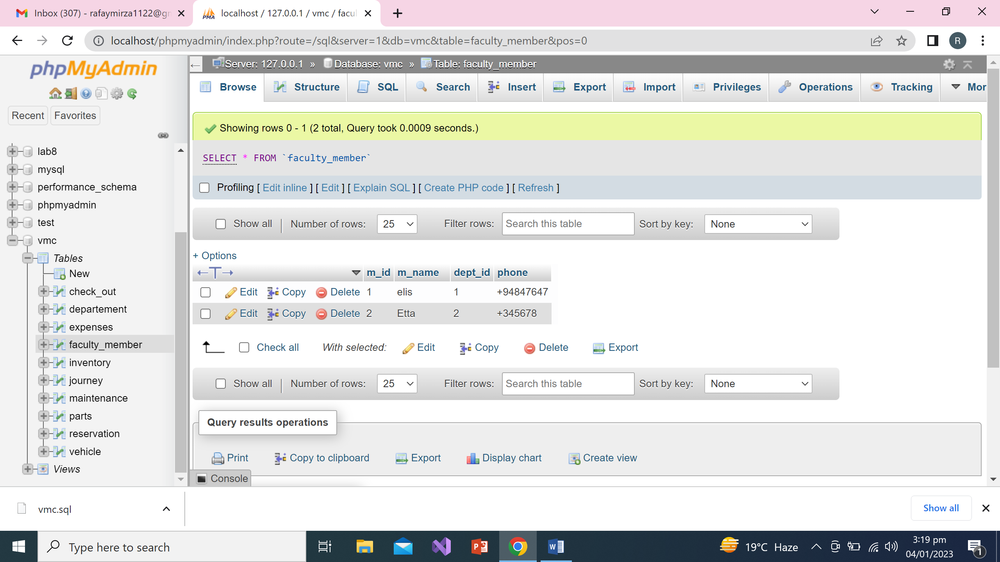 Inbox (307) - rafaymirza1122@gm
localhost / 127.0.0.1 / vmc / facul
localhost/phpmyadmin/index.php?route=/sql&server=1&db=vmc&table=faculty_member&pos=0
R
phpMyAdmin
Recent
Favorites
lab8
mysql
performance_schema
phpmyadmin
test
vmc
Tables
New
check_out
departement
expenses
faculty_member
inventory
journey
maintenance
parts
reservation
vehicle
Views
Server: 127.0.0.1 » Database: vmc » Table: faculty_member
Browse Structure SQL Search Insert Export Import Privileges Operations Tracking Mor
Showing rows 0 - 1 (2 total, Query took 0.0009 seconds.)
SELECT * FROM `faculty_member`
Profiling [ Edit inline ] [ Edit ] [ Explain SQL ] [ Create PHP code ] [ Refresh ]
Show all | Number of rows: 25 Filter rows: Search this table Sort by key: None
+ Options
←T→ m_id m_name dept_id phone
Edit Copy Delete 1 elis 1 +94847647
Edit Copy Delete 2 Etta 2 +345678
Check all With selected: Edit Copy Delete Export
Show all | Number of rows: 25 Filter rows: Search this table Sort by key: None
Query results operations
Print Copy to clipboard Export Display chart Create view
Console
vmc.sql
Show all
Type here to search
19°C Haze
3:19 pm
04/01/2023
1